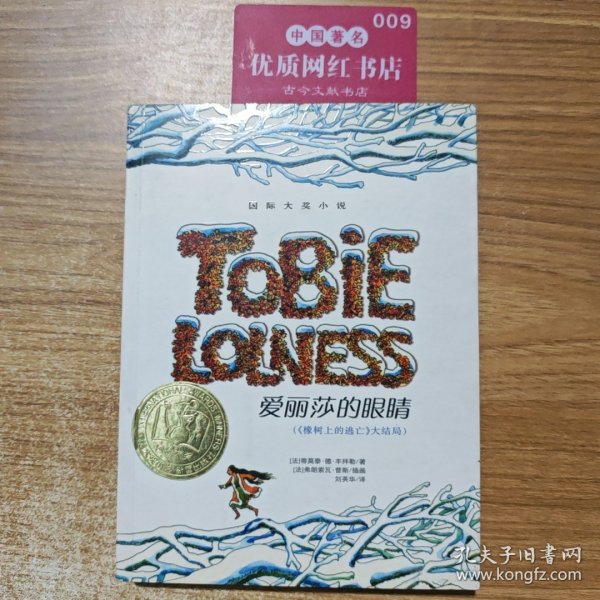 009
中国著名
优质网红书店
古今文献书店
国际大奖小说
TOBiE
LOLNESS
爱丽莎的眼睛
(《橡树上的逃亡》大结局)
[法]蒂莫泰·德·丰拜勒/著
[法]弗朗索瓦·普斯/插画
刘英华/译
孔夫子旧书网
www.kongfz.com